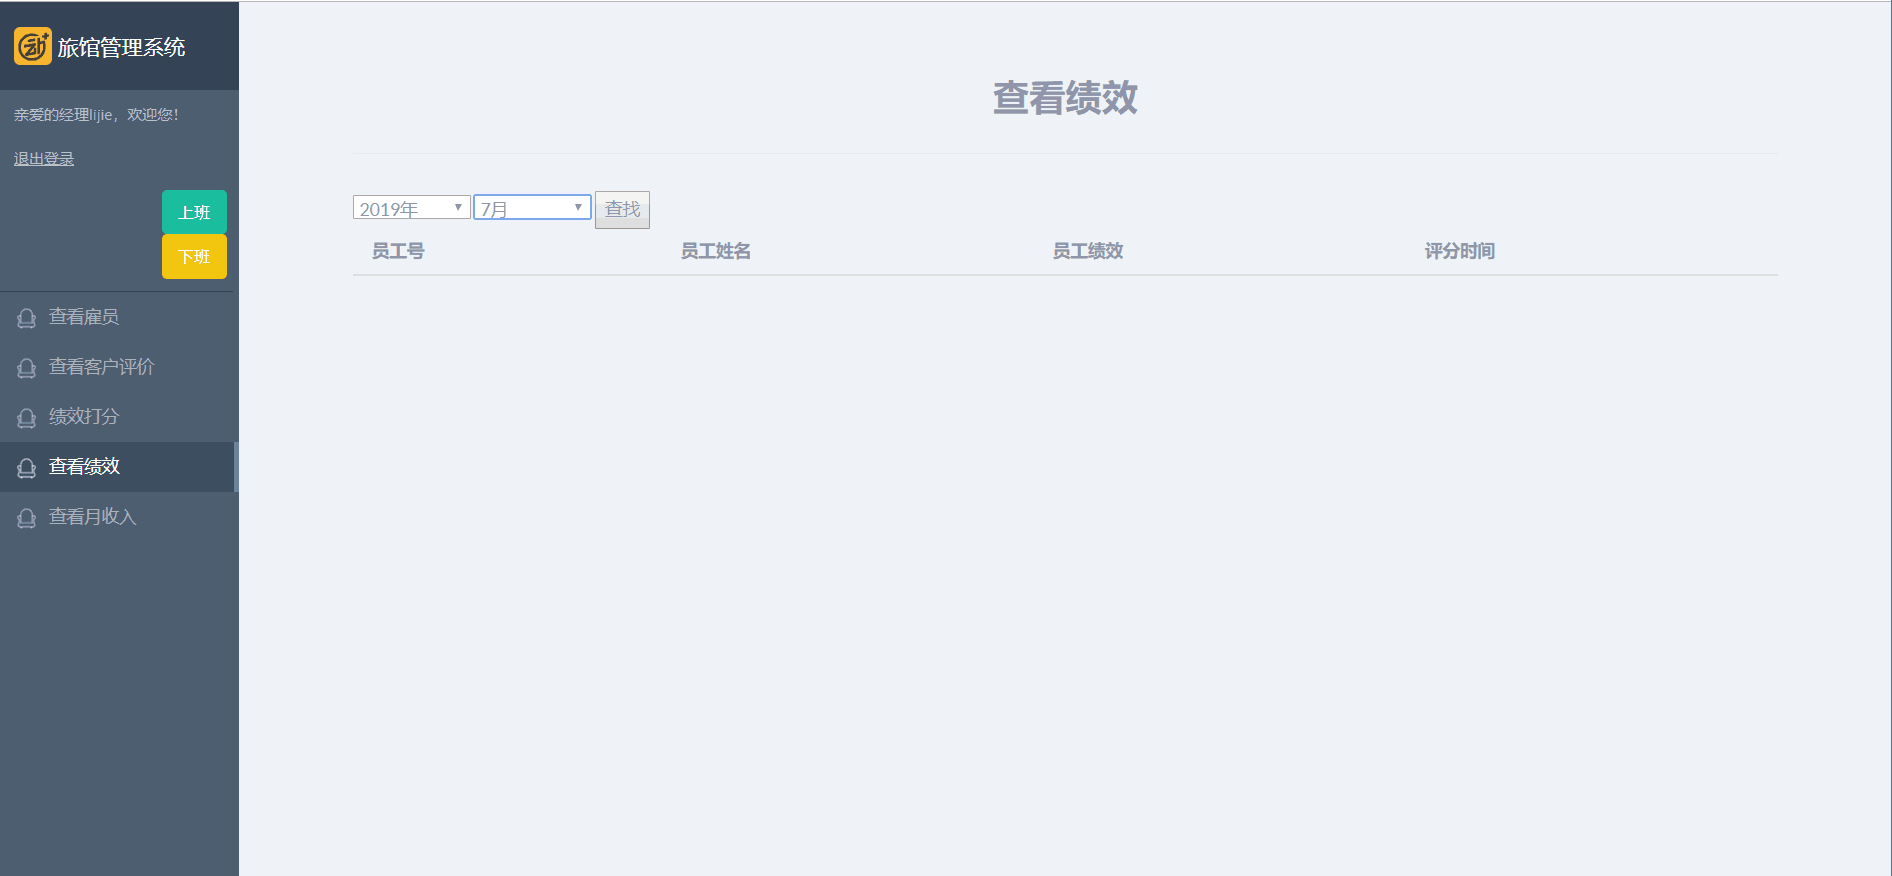 旅馆管理系统
亲爱的经理lijie，欢迎您！
退出登录
上班
下班
查看雇员
查看客户评价
绩效打分
查看绩效
查看月收入
查看绩效
2019年 7月 查找
员工号 员工姓名 员工绩效 评分时间